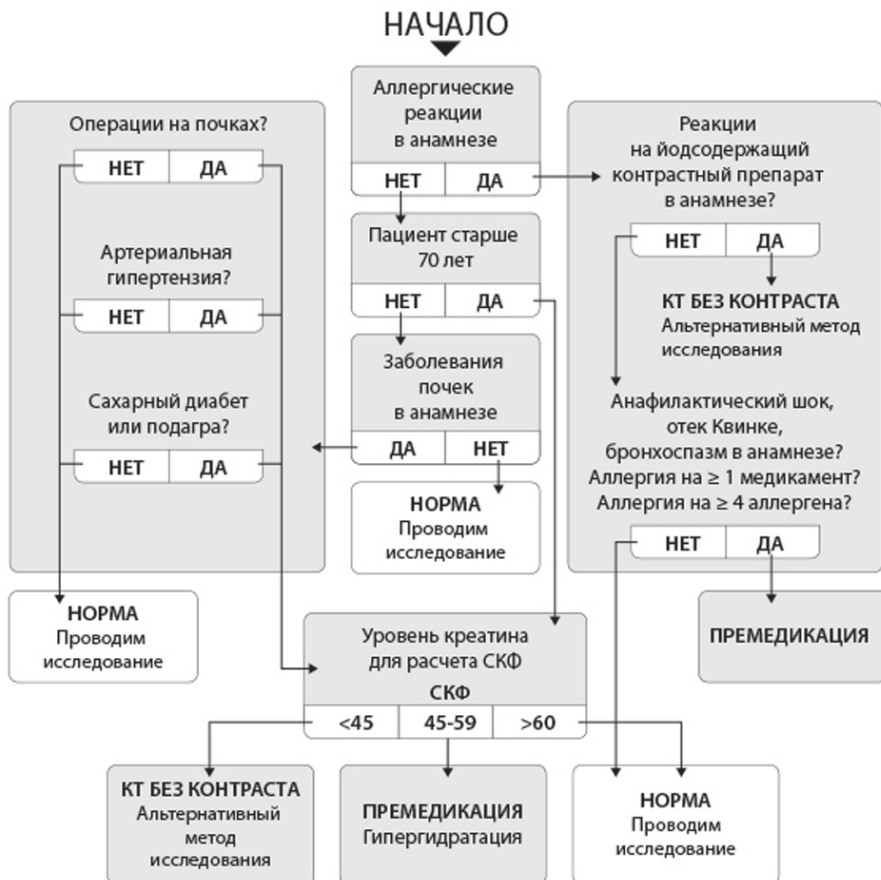 НАЧАЛО
Аллергические
реакции
в анамнезе
НЕТ ДА
Пациент старше
70 лет
НЕТ ДА
Заболевания
почек
в анамнезе
ДА НЕТ
НОРМА
Проводим
исследование
Операции на почках?
НЕТ ДА
Артериальная
гипертензия?
НЕТ ДА
Сахарный диабет
или подагра?
НЕТ ДА
НОРМА
Проводим
исследование
Реакции
на йодсодержащий
контрастный препарат
в анамнезе?
НЕТ ДА
КТ БЕЗ КОНТРАСТА
Альтернативный метод
исследования
Анафилактический шок,
отек Квинке,
бронхоспазм в анамнезе?
Аллергия на ≥ 1 медикамент?
Аллергия на ≥ 4 аллергена?
НЕТ ДА
ПРЕМЕДИКАЦИЯ
Уровень креатина
для расчета СКФ
СКФ
<45 45-59 >60
КТ БЕЗ КОНТРАСТА
Альтернативный
метод
исследования
ПРЕМЕДИКАЦИЯ
Гипергидратация
НОРМА
Проводим
исследование